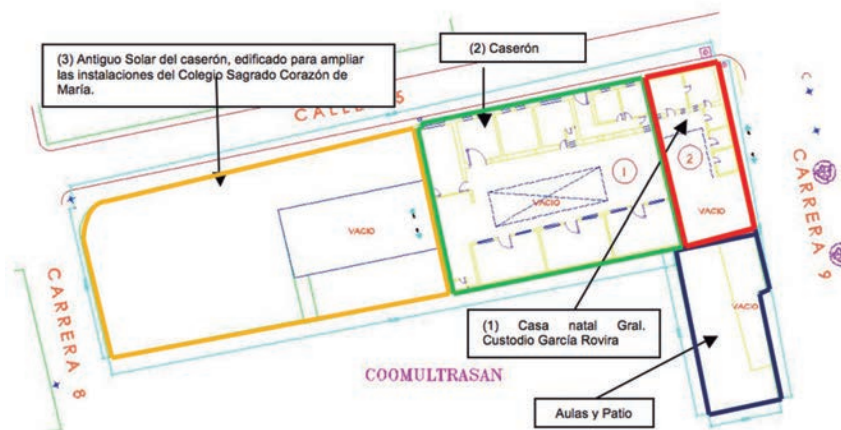 (3) Antiguo Solar del caserón, edificado para ampliar
las instalaciones del Colegio Sagrado Corazón de
María.
(2) Caserón
CALLE
5
1
2
VACIO
VACIO
VACIO
VACIO
CARRERA 9
CARRERA 8
(1) Casa natal Gral.
Custodio García Rovira
COOMULTRASAN
Aulas y Patio